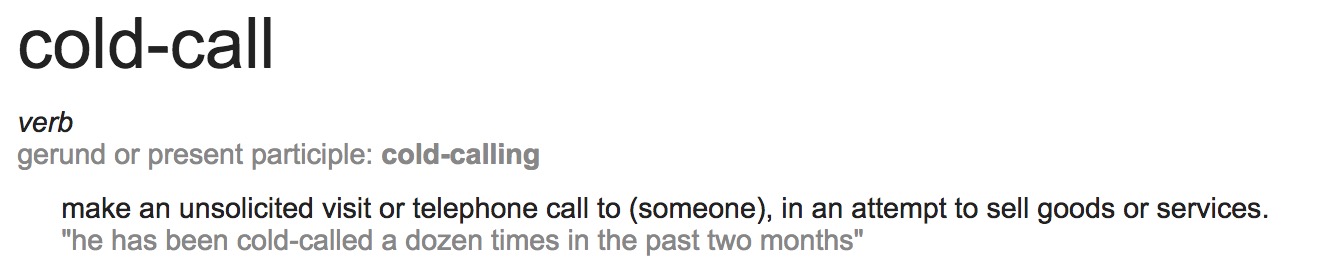 cold-call
verb
gerund or present participle: cold-calling
make an unsolicited visit or telephone call to (someone), in an attempt to sell goods or services.
"he has been cold-called a dozen times in the past two months"